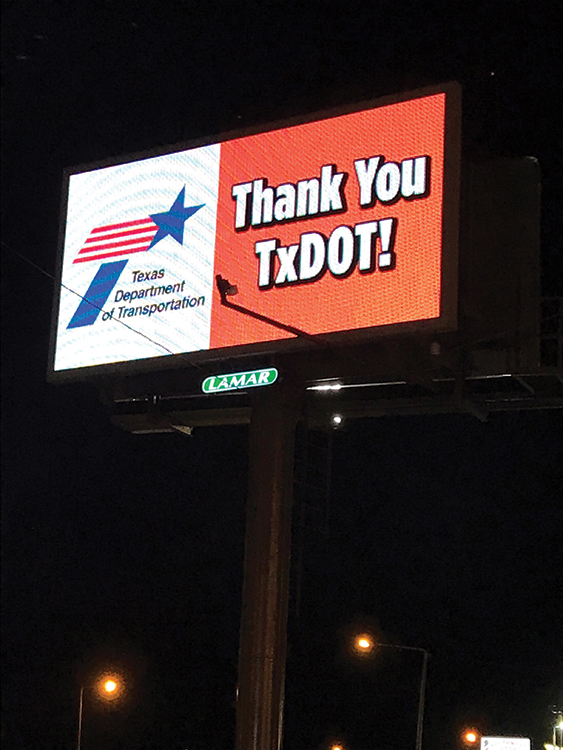 Texas
Department
of Transportation
Thank You
TxDOT!
LAMAR